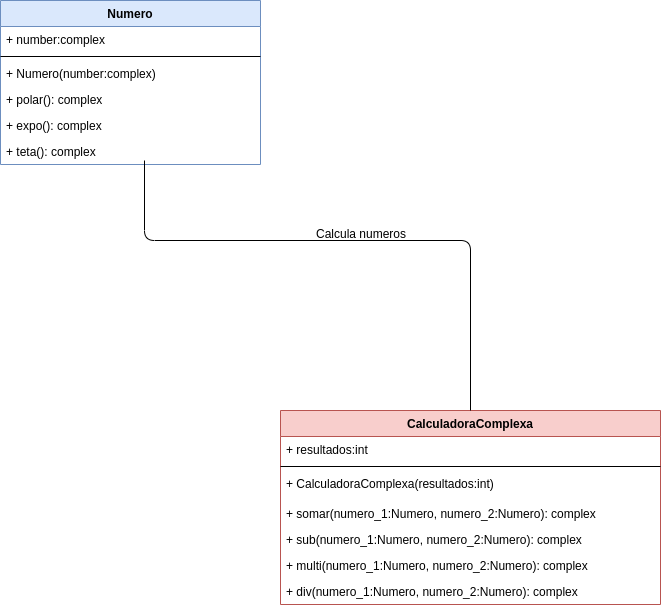 Numero
+ number:complex
+ Numero(number:complex)
+ polar(): complex
+ expo(): complex
+ teta(): complex
Calcula numeros
CalculadoraComplexa
+ resultados:int
+ CalculadoraComplexa(resultados:int)
+ somar(numero_1:Numero, numero_2:Numero): complex
+ sub(numero_1:Numero, numero_2:Numero): complex
+ multi(numero_1:Numero, numero_2:Numero): complex
+ div(numero_1:Numero, numero_2:Numero): complex